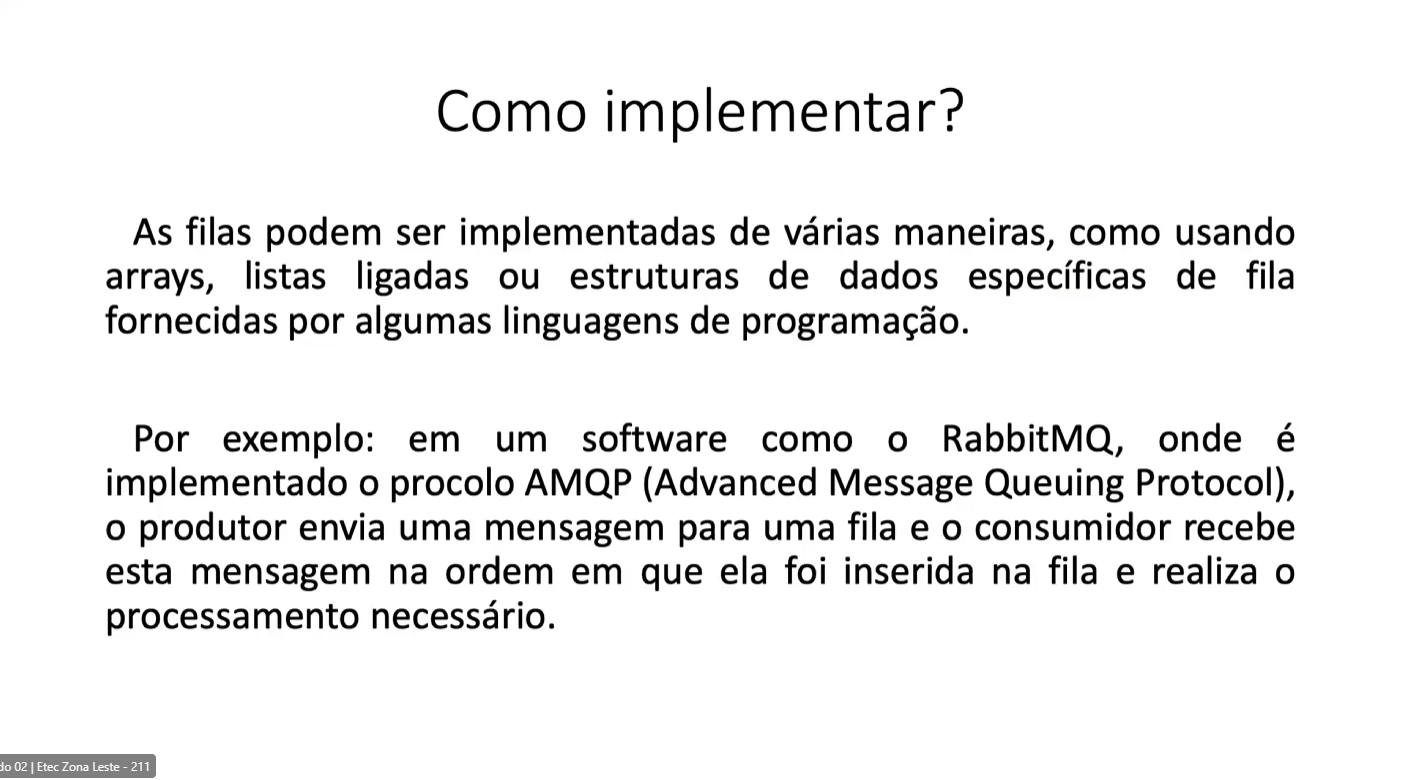 Como implementar?
As filas podem ser implementadas de várias maneiras, como usando
arrays, listas ligadas ou estruturas de dados específicas de fila
fornecidas por algumas linguagens de programação.
Por exemplo: em um software como o RabbitMQ, onde é
implementado o procolo AMQP (Advanced Message Queuing Protocol),
o produtor envia uma mensagem para uma fila e o consumidor recebe
esta mensagem na ordem em que ela foi inserida na fila e realiza o
processamento necessário.
do 02 | Etec Zona Leste - 211